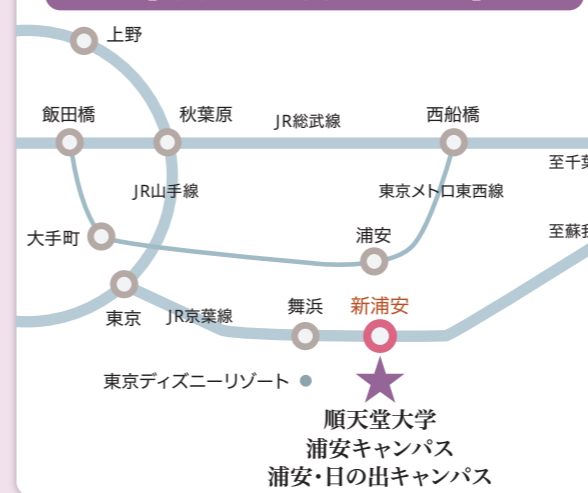 上野
飯田橋
秋葉原
JR総武線
西船橋
至千葉
JR山手線
東京メトロ東西線
大手町
浦安
至蘇我
東京
JR京葉線
舞浜
新浦安
東京ディズニーリゾート
順天堂大学
浦安キャンパス
浦安・日の出キャンパス